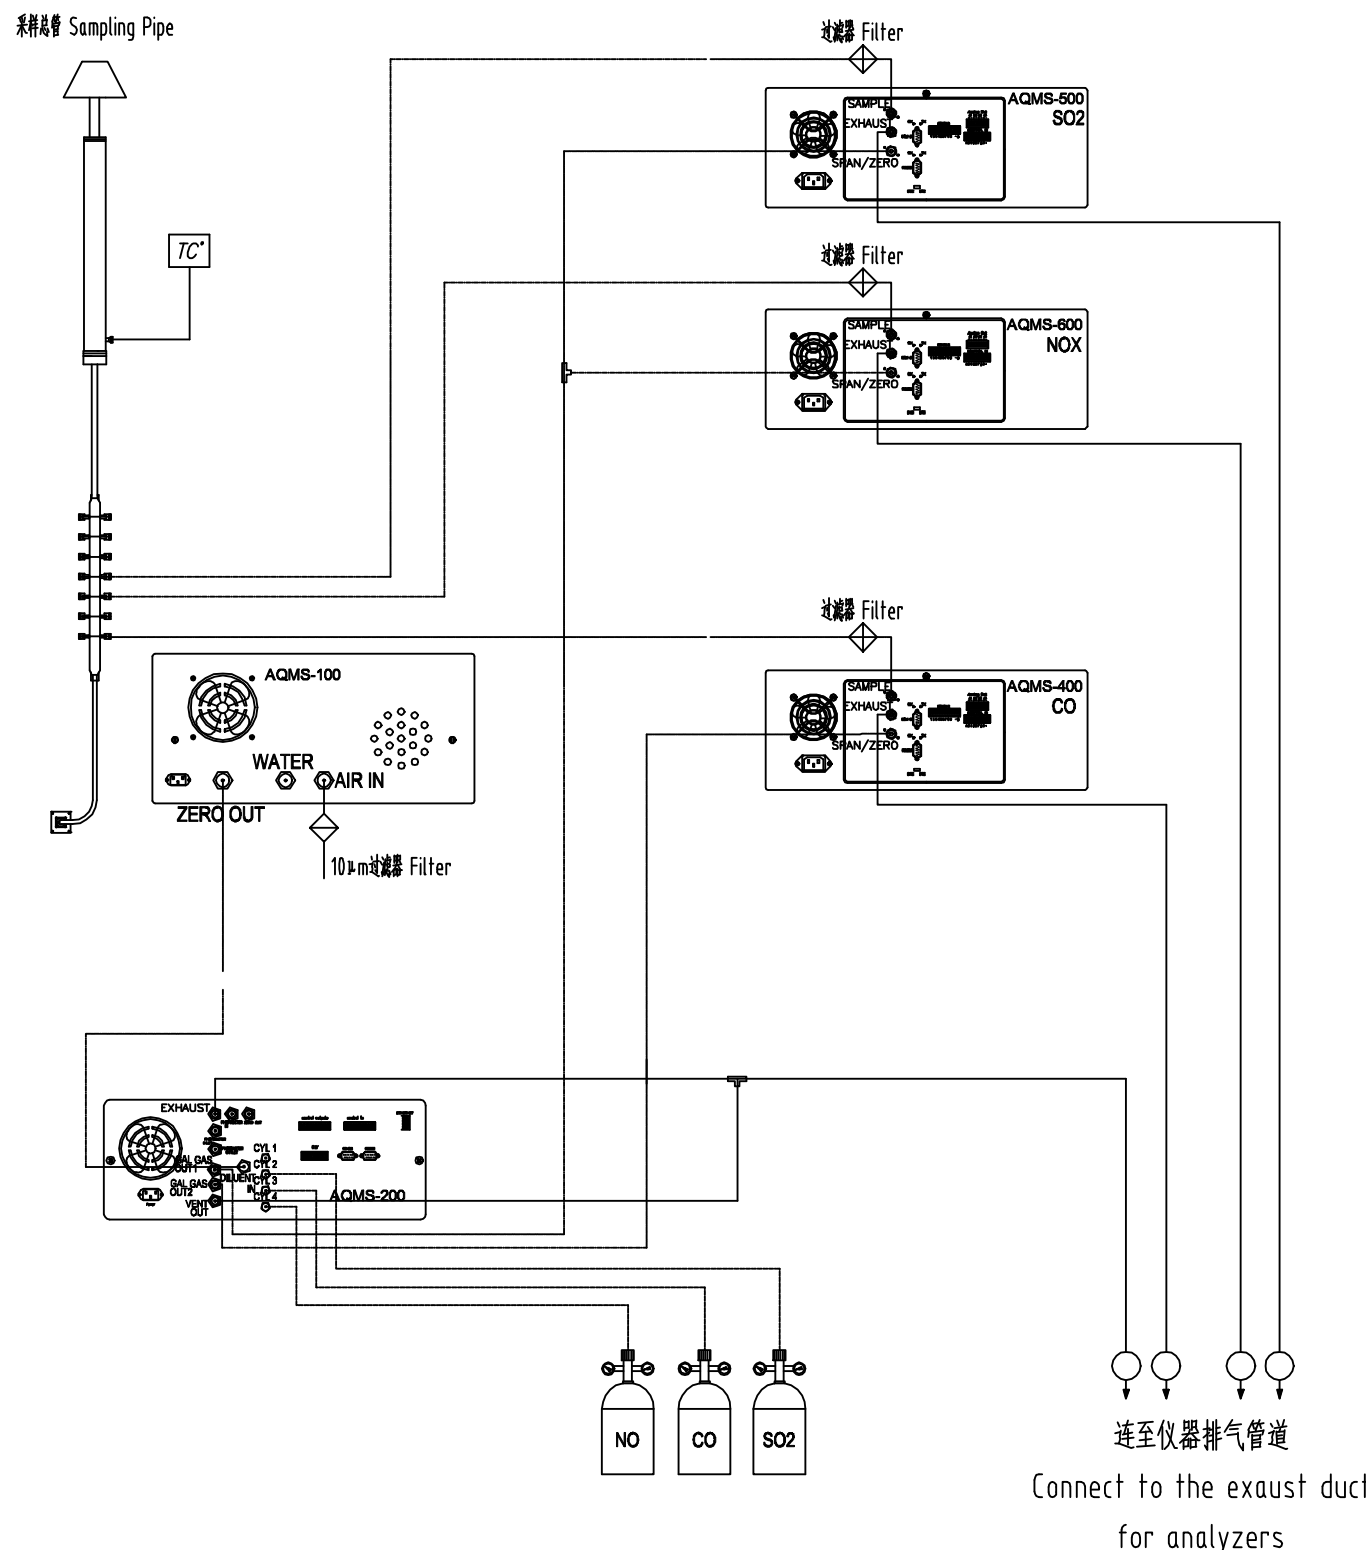 采样总管 Sampling Pipe
过滤器 Filter
AQMS-500
SO2
SAMPLE
EXHAUST
SPAN/ZERO
TC°
过滤器 Filter
AQMS-600
NOX
SAMPLE
EXHAUST
SPAN/ZERO
过滤器 Filter
AQMS-400
CO
SAMPLE
EXHAUST
SPAN/ZERO
AQMS-100
WATER
AIR IN
ZERO OUT
10μm过滤器 Filter
EXHAUST
CYL 1
CYL 2
CYL 3
CYL 4
GAL GAS
OUT1
DILUENT
IN
GAL GAS
OUT2
VENT
OUT
AQMS-200
NO
CO
SO2
连至仪器排气管道
Connect to the exaust duct
for analyzers